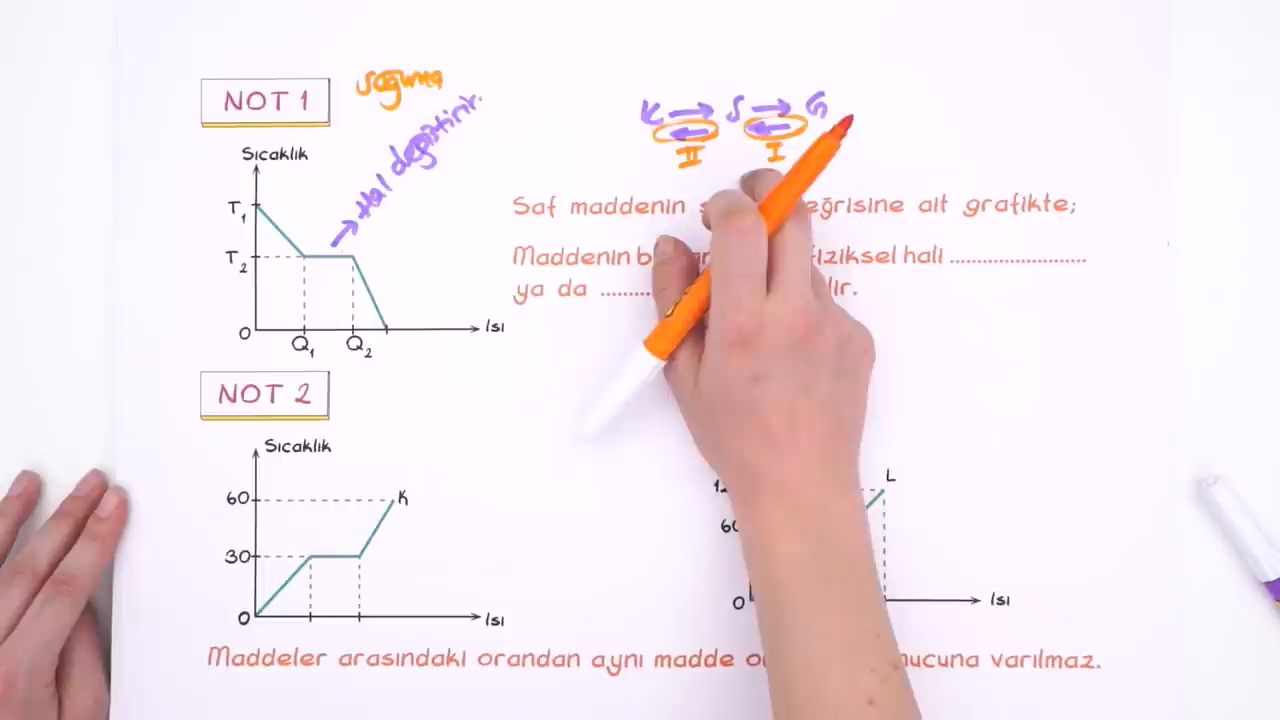 NOT 1
soğuma
K S G
II I
Sıcaklık
Hal değiştirir.
T1
T2
0
Q1 Q2
Isı
Saf maddenin eğrisine ait grafikte;
Maddenin fiziksel hali ........................
ya da .........
NOT 2
Sıcaklık
60 K
30
0
Isı
L
60
0
Isı
Maddeler arasındaki orandan aynı madde varılmaz.